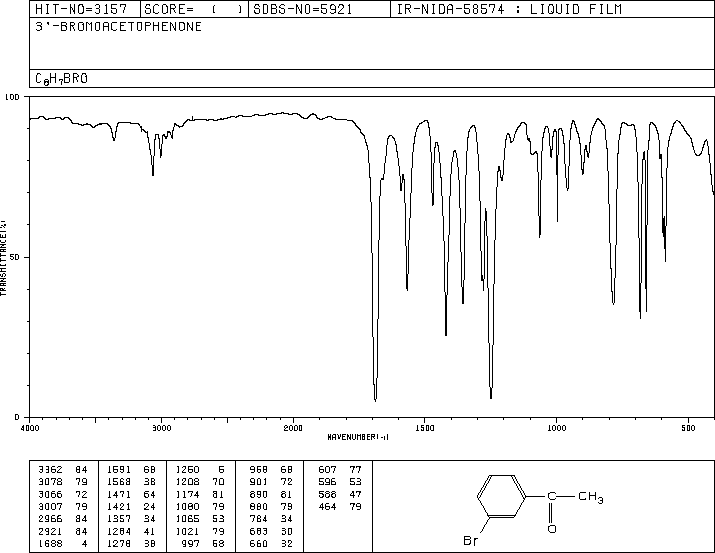 HIT-NO=3157 SCORE= ( ) SDBS-NO=5921 IR-NIDA-58574 : LIQUID FILM
3'-BROMOACETOPHENONE
C8H7BRO
100
TRANSMITTANCE(%)
50
0
4000 3000 2000 1500 1000 500
WAVENUMBER(-1)
3362 84 1591 68 1250 5 958 68 607 77
3078 79 1568 38 1208 70 901 72 596 53
3066 72 1471 64 1174 81 890 81 588 47
3007 79 1421 24 1080 79 880 79 464 79
2966 84 1357 34 1065 53 784 34
2921 84 1284 41 1021 79 683 30
1688 4 1278 38 997 58 660 32
C CH3
O
Br